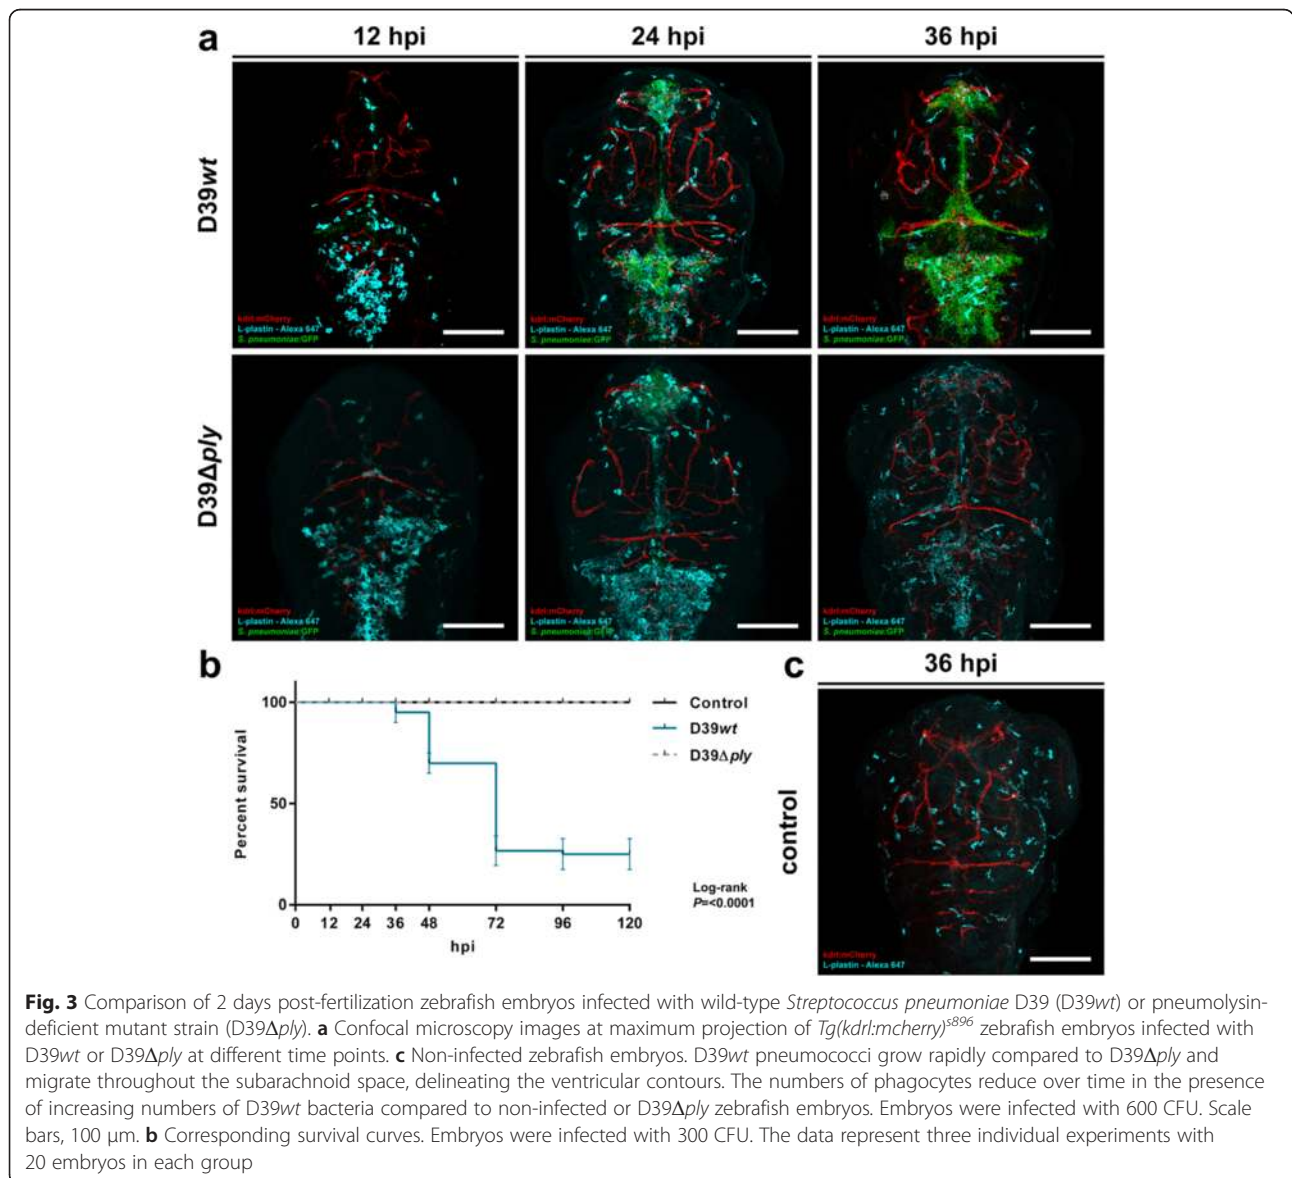 a
12 hpi
24 hpi
36 hpi
D39wt
kdrl:mCherry
L-plastin - Alexa 647
S. pneumoniae:GFP
kdrl:mCherry
L-plastin - Alexa 647
S. pneumoniae:GFP
kdrl:mCherry
L-plastin - Alexa 647
S. pneumoniae:GFP
D39Δply
kdrl:mCherry
L-plastin - Alexa 647
S. pneumoniae:GFP
kdrl:mCherry
L-plastin - Alexa 647
S. pneumoniae:GFP
kdrl:mCherry
L-plastin - Alexa 647
S. pneumoniae:GFP
b
Percent survival
100
50
0
0 12 24 36 48 72 96 120
hpi
Control
D39wt
D39Δply
Log-rank
P=<0.0001
c
36 hpi
control
kdrl:mCherry
L-plastin - Alexa 647
Fig. 3 Comparison of 2 days post-fertilization zebrafish embryos infected with wild-type Streptococcus pneumoniae D39 (D39wt) or pneumolysin-
deficient mutant strain (D39Δply). a Confocal microscopy images at maximum projection of Tg(kdrl:mcherry)s896 zebrafish embryos infected with
D39wt or D39Δply at different time points. c Non-infected zebrafish embryos. D39wt pneumococci grow rapidly compared to D39Δply and
migrate throughout the subarachnoid space, delineating the ventricular contours. The numbers of phagocytes reduce over time in the presence
of increasing numbers of D39wt bacteria compared to non-infected or D39Δply zebrafish embryos. Embryos were infected with 600 CFU. Scale
bars, 100 μm. b Corresponding survival curves. Embryos were infected with 300 CFU. The data represent three individual experiments with
20 embryos in each group